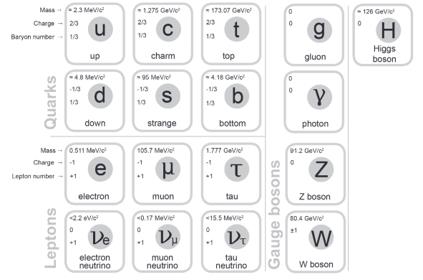 Mass → ≈ 2.3 MeV/c² ≈ 1.275 GeV/c² ≈ 173.07 GeV/c² 0 ≈ 126 GeV/c²
Charge → 2/3 2/3 2/3 0 0
Baryon number → 1/3 1/3 1/3 0
u c t g H
up charm top gluon Higgs
boson
Quarks
≈ 4.8 MeV/c² ≈ 95 MeV/c² ≈ 4.18 GeV/c² 0
-1/3 -1/3 -1/3 0
1/3 1/3 1/3
d s b γ
down strange bottom photon
Mass → 0.511 MeV/c² 105.7 MeV/c² 1.777 GeV/c² 91.2 GeV/c²
Charge → -1 -1 -1 0
Lepton number → +1 +1 +1
e μ τ Z
electron muon tau Z boson
Leptons
Gauge bosons
<2.2 eV/c² <0.17 MeV/c² <15.5 MeV/c² 80.4 GeV/c²
0 0 0 ±1
+1 +1 +1
νe νμ ντ W
electron muon tau W boson
neutrino neutrino neutrino